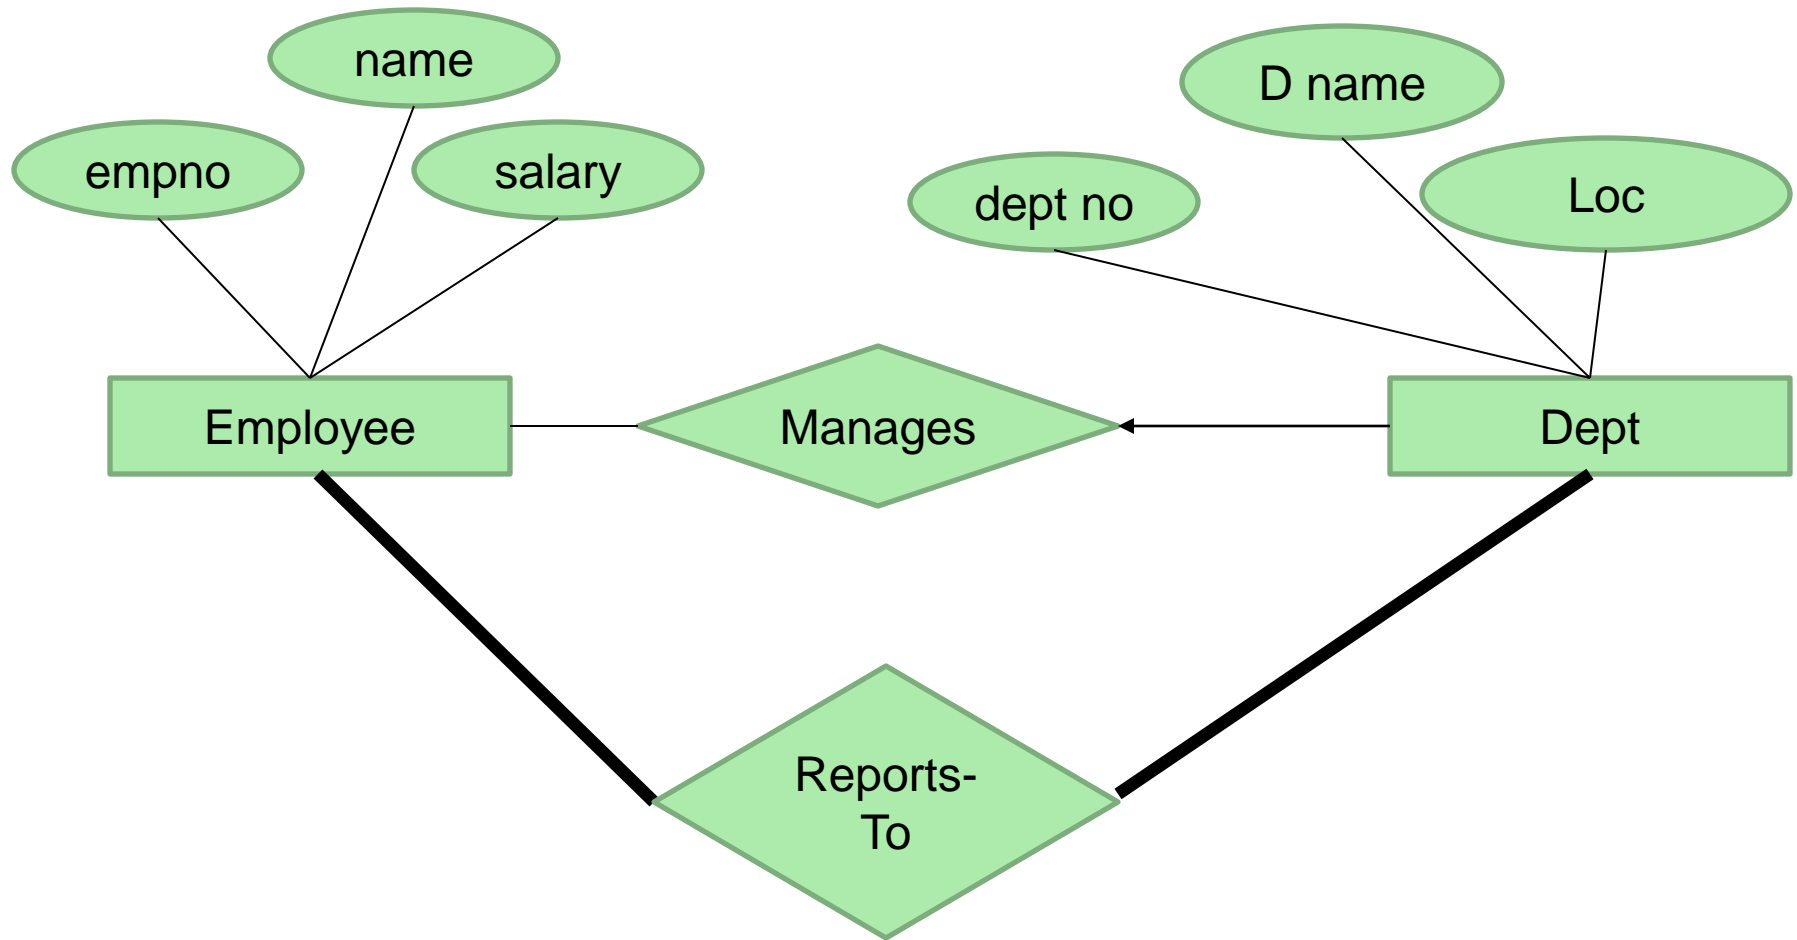 name
D name
empno
salary
dept no
Loc
Employee
Manages
Dept
Reports-
To